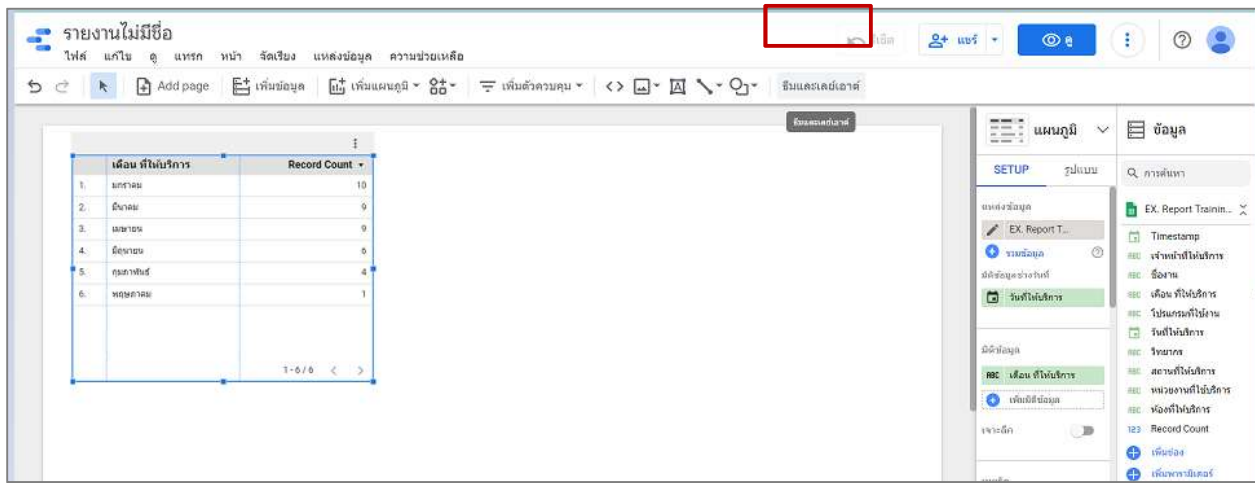 รายงานไม่มีชื่อ
ไฟล์ แก้ไข ดู แทรก หน้า จัดเรียง แหล่งข้อมูล ความช่วยเหลือ
รีเซ็ต แชร์ ดู
Add page เพิ่มข้อมูล เพิ่มแผนภูมิ เพิ่มตัวควบคุม ธีมและเลย์เอาต์
ธีมและเลย์เอาต์
เดือน ที่ให้บริการ Record Count
1. มกราคม 10
2. มีนาคม 9
3. เมษายน 9
4. มิถุนายน 6
5. กุมภาพันธ์ 4
6. พฤษภาคม 1
1-6/6 < >
แผนภูมิ
SETUP รูปแบบ
แหล่งข้อมูล
EX. Report T...
รวมข้อมูล
มิติข้อมูลช่วงวันที่
วันที่ให้บริการ
มิติข้อมูล
ABC เดือน ที่ให้บริการ
เพิ่มมิติข้อมูล
เจาะลึก
ข้อมูล
การค้นหา
EX. Report Trainin...
Timestamp
ABC เจ้าหน้าที่ให้บริการ
ABC ชื่องาน
ABC เดือน ที่ให้บริการ
ABC โปรแกรมที่ใช้งาน
วันที่ให้บริการ
ABC วิทยากร
ABC สถานที่ให้บริการ
ABC หน่วยงานที่ใช้บริการ
ABC ห้องที่ให้บริการ
123 Record Count
เพิ่มช่อง
เพิ่มพารามิเตอร์